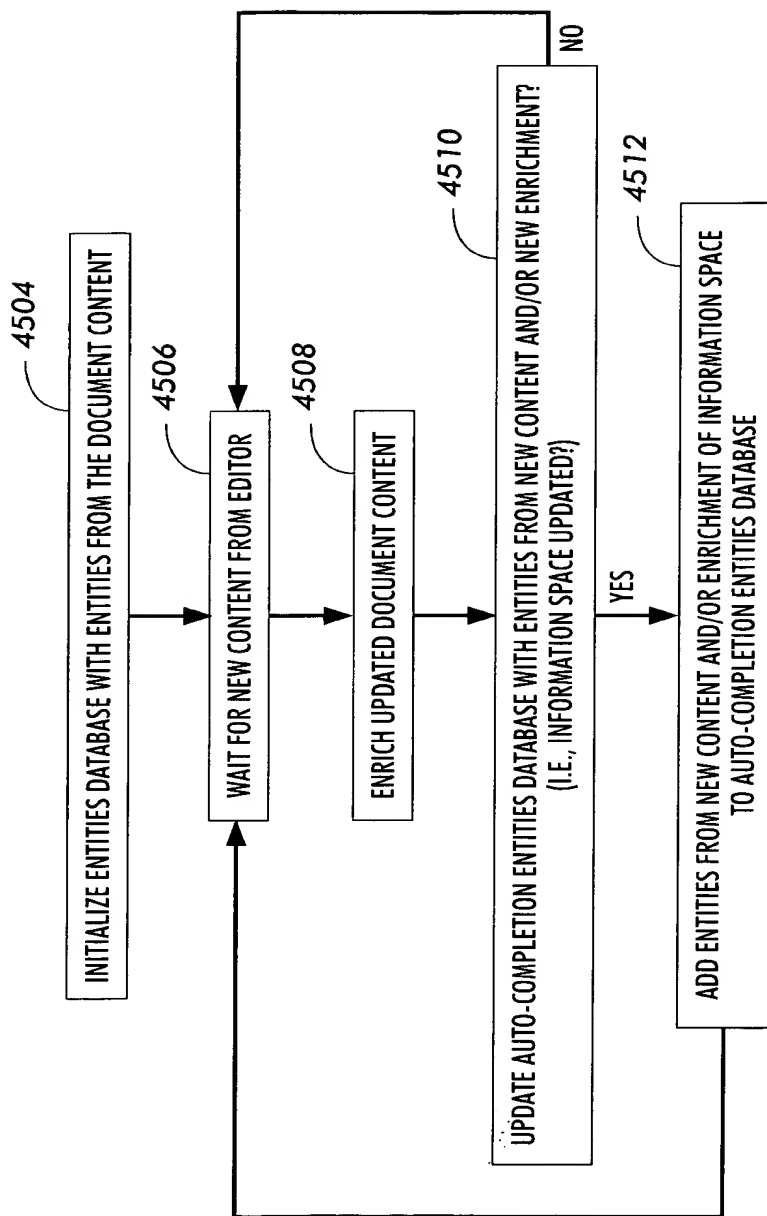 4504
INITIALIZE ENTITIES DATABASE WITH ENTITIES FROM THE DOCUMENT CONTENT
4506
WAIT FOR NEW CONTENT FROM EDITOR
4508
ENRICH UPDATED DOCUMENT CONTENT
4510
UPDATE AUTO-COMPLETION ENTITIES DATABASE WITH ENTITIES FROM NEW CONTENT AND/OR NEW ENRICHMENT?
(I.E., INFORMATION SPACE UPDATED?)
NO
YES
4512
ADD ENTITIES FROM NEW CONTENT AND/OR ENRICHMENT OF INFORMATION SPACE
TO AUTO-COMPLETION ENTITIES DATABASE